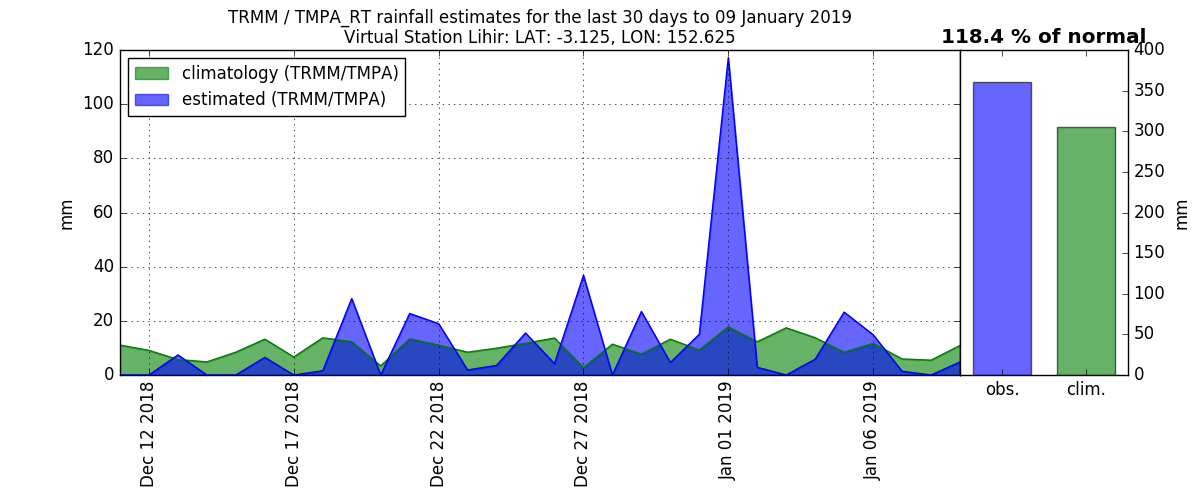 TRMM / TMPA_RT rainfall estimates for the last 30 days to 09 January 2019
Virtual Station Lihir: LAT: -3.125, LON: 152.625
118.4 % of normal
climatology (TRMM/TMPA)
estimated (TRMM/TMPA)
mm
120
100
80
60
40
20
0
Dec 12 2018
Dec 17 2018
Dec 22 2018
Dec 27 2018
Jan 01 2019
Jan 06 2019
obs.
clim.
400
350
300
250
200
150
100
50
0
mm